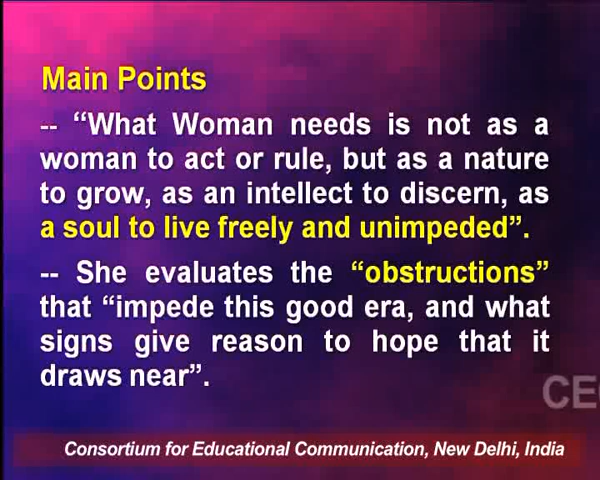 Main Points
-- “What Woman needs is not as a
woman to act or rule, but as a nature
to grow, as an intellect to discern, as
a soul to live freely and unimpeded”.
-- She evaluates the “obstructions”
that “impede this good era, and what
signs give reason to hope that it
draws near”.
Consortium for Educational Communication, New Delhi, India